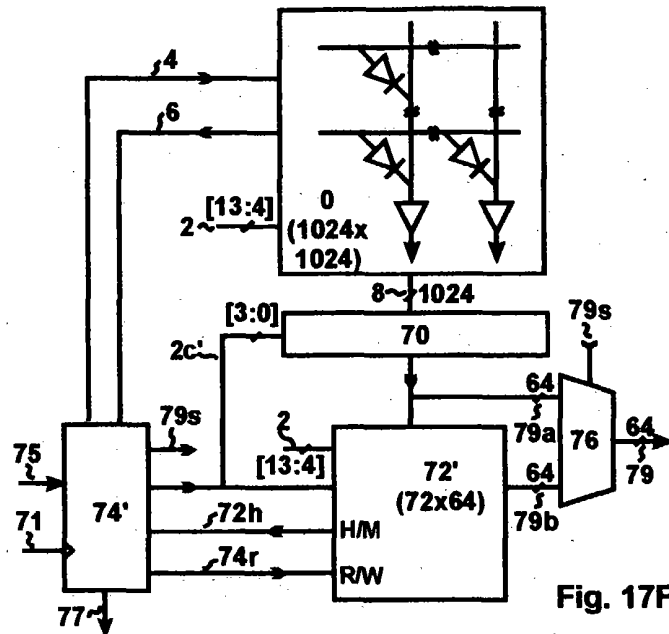 4
6
[13:4]
2
0
(1024x
1024)
8
1024
[3:0]
2c'
70
79s
79s
2
[13:4]
64
79a
76
64
79
75
74'
72'
(72x64)
64
79b
71
72h
H/M
74r
R/W
77
Fig. 17F